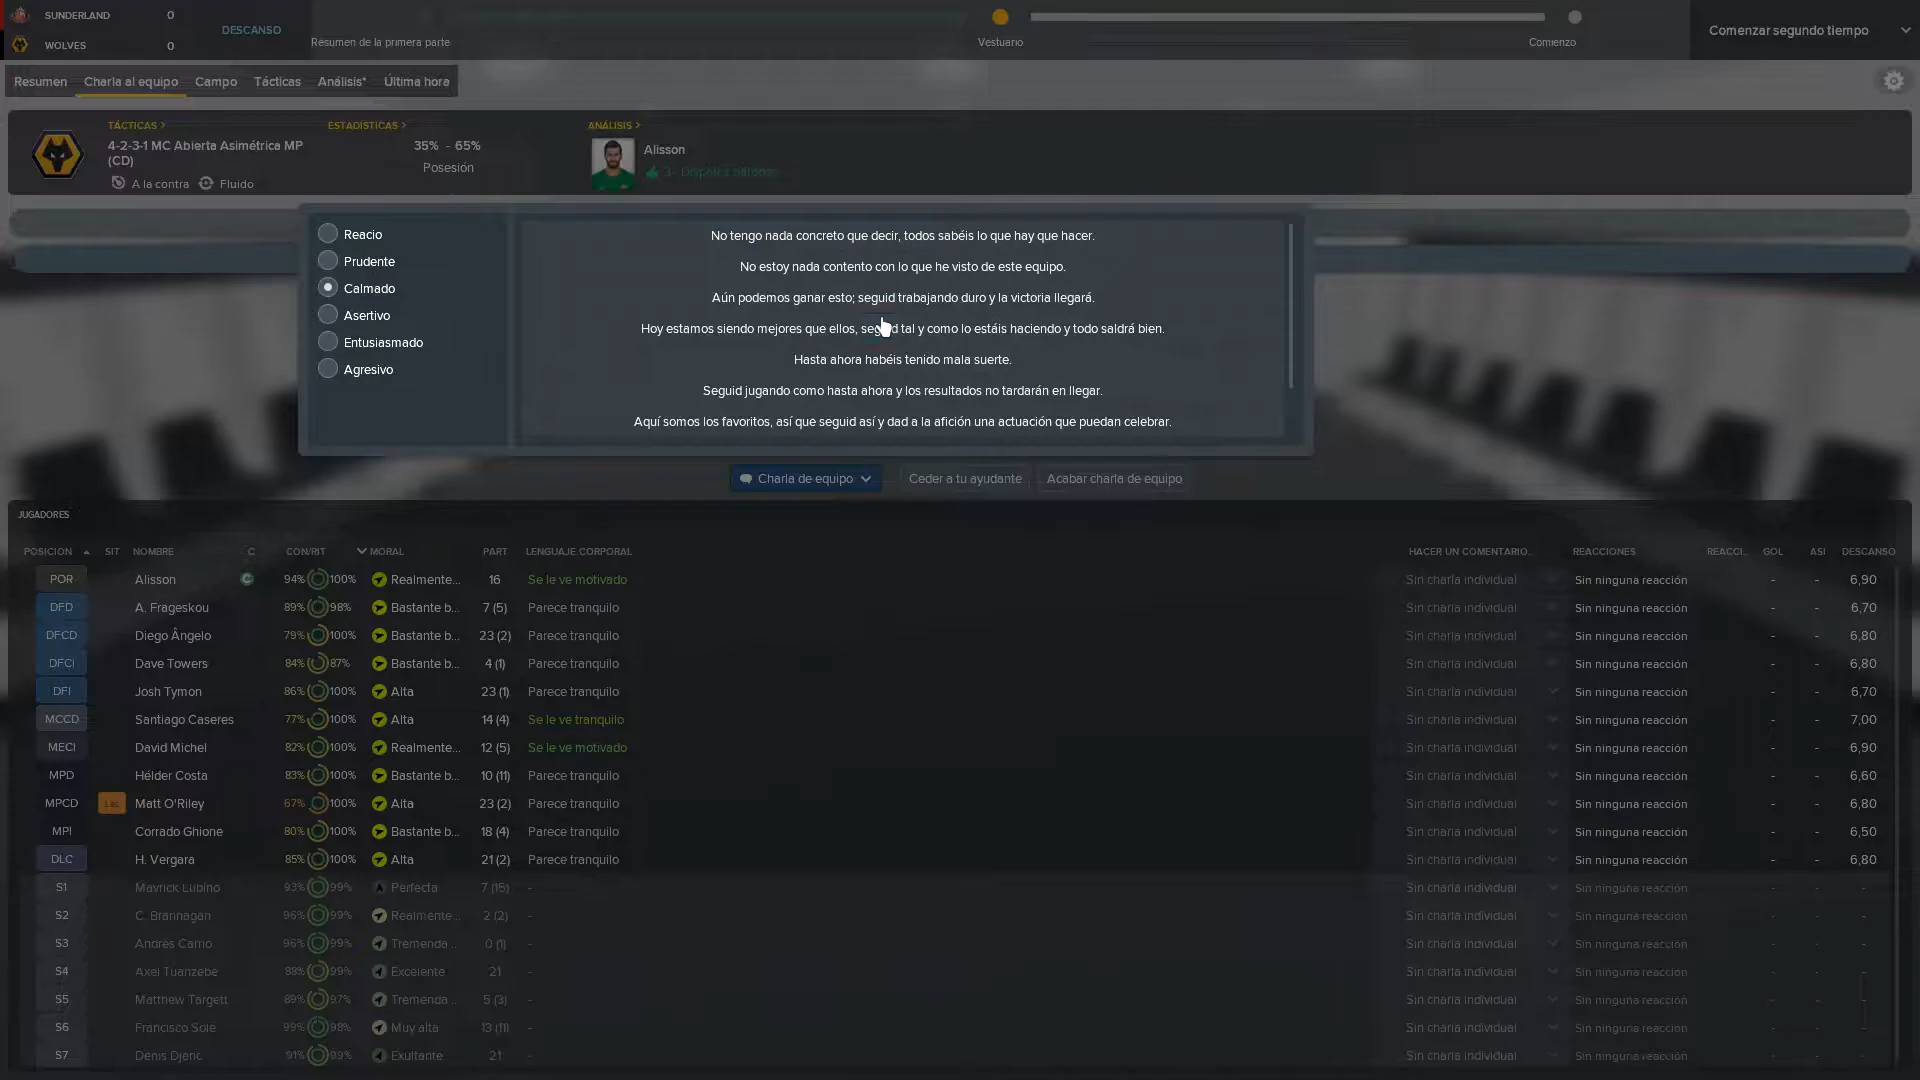 SUNDERLAND 0
WOLVES 0
DESCANSO
Resumen de la primera parte
Vestuario
Comienzo
Comenzar segundo tiempo
Resumen Charla al equipo Campo Tácticas Análisis* Última hora
TÁCTICAS >
4-2-3-1 MC Abierta Asimétrica MP
(CD)
A la contra Fluido
ESTADÍSTICAS >
35% - 65%
Posesión
ANÁLISIS >
Alisson
Reacio
Prudente
Calmado
Asertivo
Entusiasmado
Agresivo
No tengo nada concreto que decir, todos sabéis lo que hay que hacer.
No estoy nada contento con lo que he visto de este equipo.
Aún podemos ganar esto; seguid trabajando duro y la victoria llegará.
Hoy estamos siendo mejores que ellos, seguid tal y como lo estáis haciendo y todo saldrá bien.
Hasta ahora habéis tenido mala suerte.
Seguid jugando como hasta ahora y los resultados no tardarán en llegar.
Aquí somos los favoritos, así que seguid así y dad a la afición una actuación que puedan celebrar.
Charla de equipo Ceder a tu ayudante Acabar charla de equipo
JUGADORES
POSICIÓN SIT NOMBRE C CON/RIT MORAL PART LENGUAJE CORPORAL HACER UN COMENTARIO... REACCIONES REACCI... GOL ASI DESCANSO
POR Alisson C 94% 100% Realmente... 16 Se le ve motivado Sin charla individual Sin ninguna reacción - - 6,90
DFD A. Frageskou 89% 98% Bastante b... 7 (5) Parece tranquilo Sin charla individual Sin ninguna reacción - - 6,70
DFCD Diego Ângelo 79% 100% Bastante b... 23 (2) Parece tranquilo Sin charla individual Sin ninguna reacción - - 6,80
DFCI Dave Towers 84% 87% Bastante b... 4 (1) Parece tranquilo Sin charla individual Sin ninguna reacción - - 6,80
DFI Josh Tymon 86% 100% Alta 23 (1) Parece tranquilo Sin charla individual Sin ninguna reacción - - 6,70
MCCD Santiago Caseres 77% 100% Alta 14 (4) Se le ve tranquilo Sin charla individual Sin ninguna reacción - - 7,00
MECI David Michel 82% 100% Realmente... 12 (5) Se le ve motivado Sin charla individual Sin ninguna reacción - - 6,90
MPD Hélder Costa 83% 100% Bastante b... 10 (11) Parece tranquilo Sin charla individual Sin ninguna reacción - - 6,60
MPCD Les Matt O'Riley 67% 100% Alta 23 (2) Parece tranquilo Sin charla individual Sin ninguna reacción - - 6,80
MPI Corrado Ghione 80% 100% Bastante b... 18 (4) Parece tranquilo Sin charla individual Sin ninguna reacción - - 6,50
DLC H. Vergara 85% 100% Alta 21 (2) Parece tranquilo Sin charla individual Sin ninguna reacción - - 6,80
S1 Mavrick Lubino 93% 99% Perfecta 7 (15) - Sin charla individual Sin ninguna reacción - - -
S2 C. Brannagan 96% 99% Realmente... 2 (2) - Sin charla individual Sin ninguna reacción - - -
S3 96% 99% Tremenda... 0 (1) - Sin charla individual Sin ninguna reacción - - -
S4 Axel Tuanzebe 88% 99% Excelente 21 - Sin charla individual Sin ninguna reacción - - -
S5 Matthew Targett 89% 97% Tremenda... 5 (3) - Sin charla individual Sin ninguna reacción - - -
S6 Francisco 99% 98% Muy alta 13 (11) - Sin charla individual Sin ninguna reacción - - -
S7 Denis Djeric 91% 99% Exultante 21 - Sin charla individual Sin ninguna reacción - - -